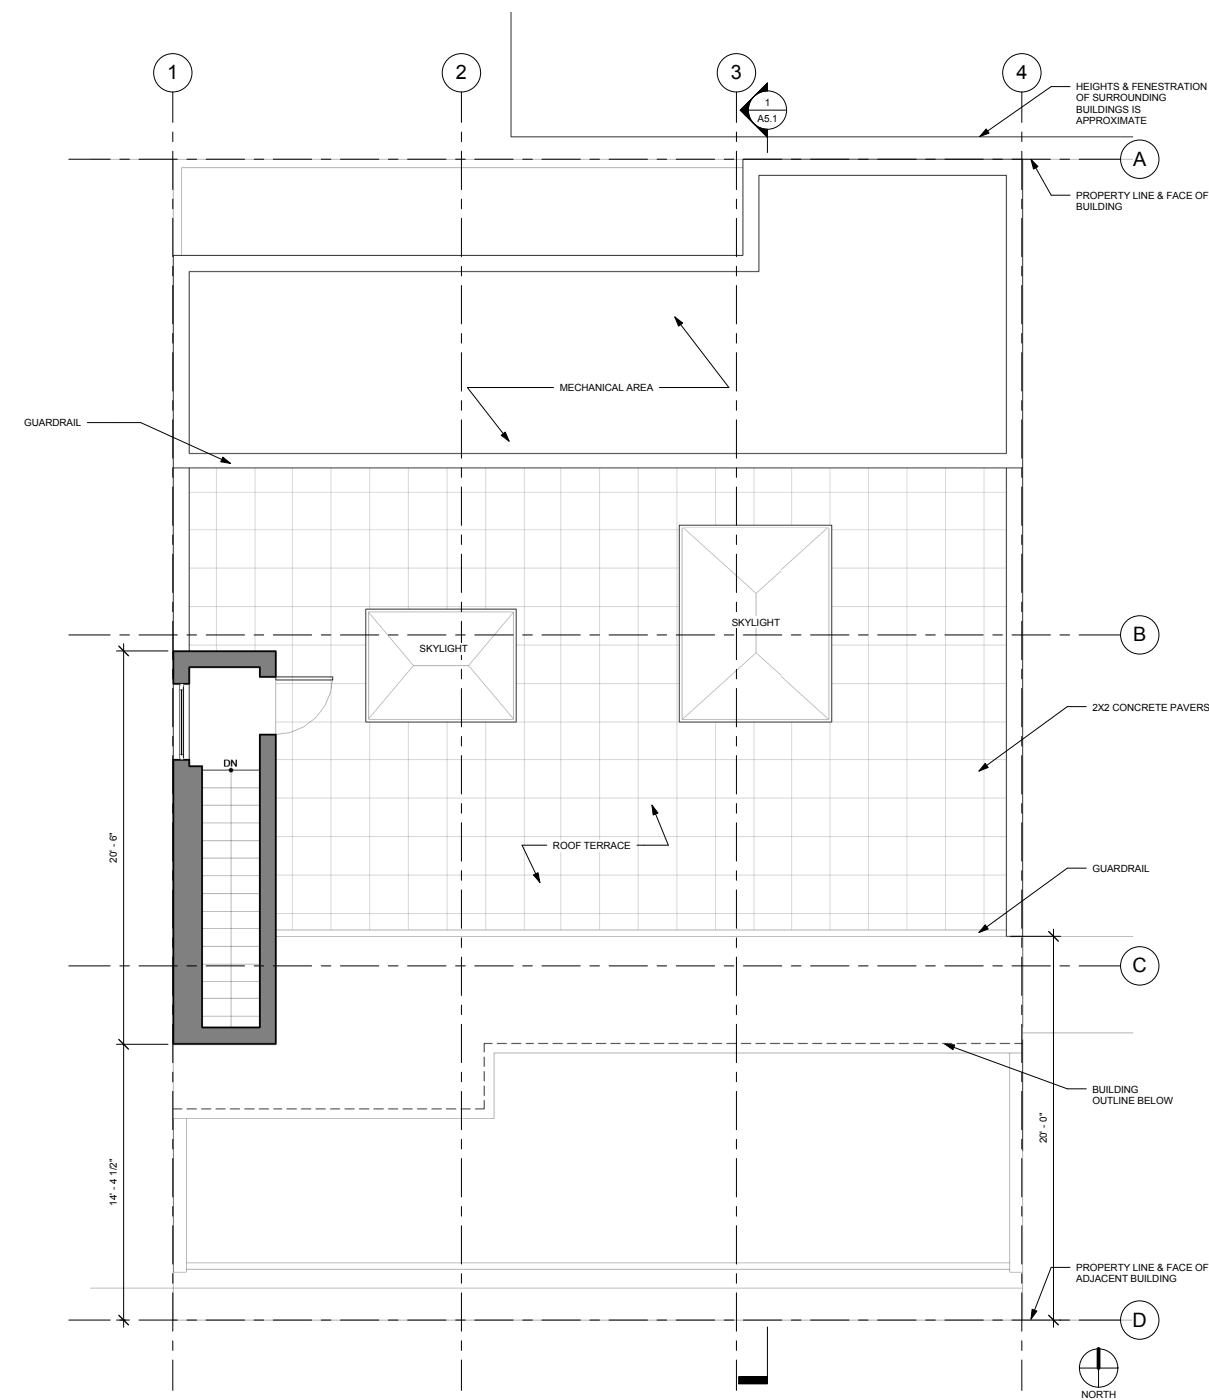 1
2
3
4
1
A5.1
HEIGHTS & FENESTRATION
OF SURROUNDING
BUILDINGS IS
APPROXIMATE
A
PROPERTY LINE & FACE OF
BUILDING
MECHANICAL AREA
GUARDRAIL
SKYLIGHT
SKYLIGHT
B
2X2 CONCRETE PAVERS
DN
20' - 6"
ROOF TERRACE
GUARDRAIL
C
BUILDING
OUTLINE BELOW
20' - 0"
14' - 4 1/2"
PROPERTY LINE & FACE OF
ADJACENT BUILDING
D
NORTH